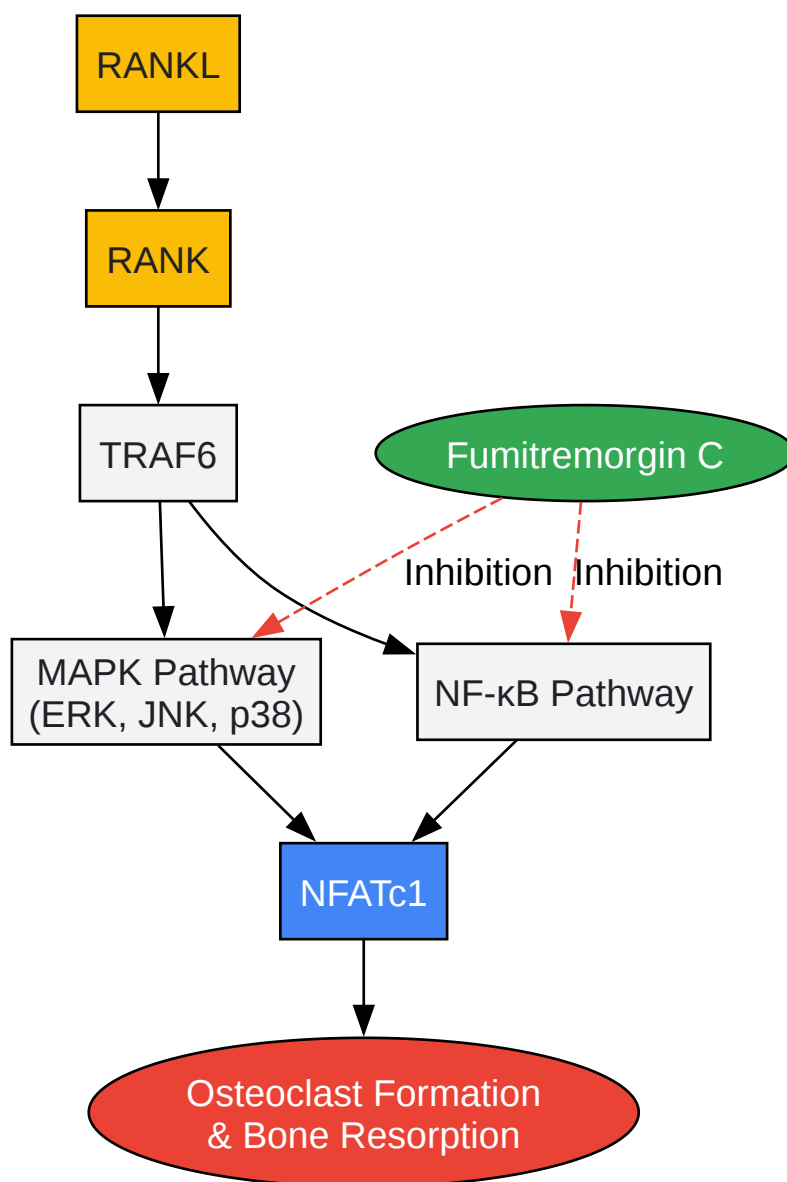 RANKL
RANK
TRAF6
Fumitremorgin C
Inhibition
Inhibition
MAPK Pathway
(ERK, JNK, p38)
NF-κB Pathway
NFATc1
Osteoclast Formation
& Bone Resorption